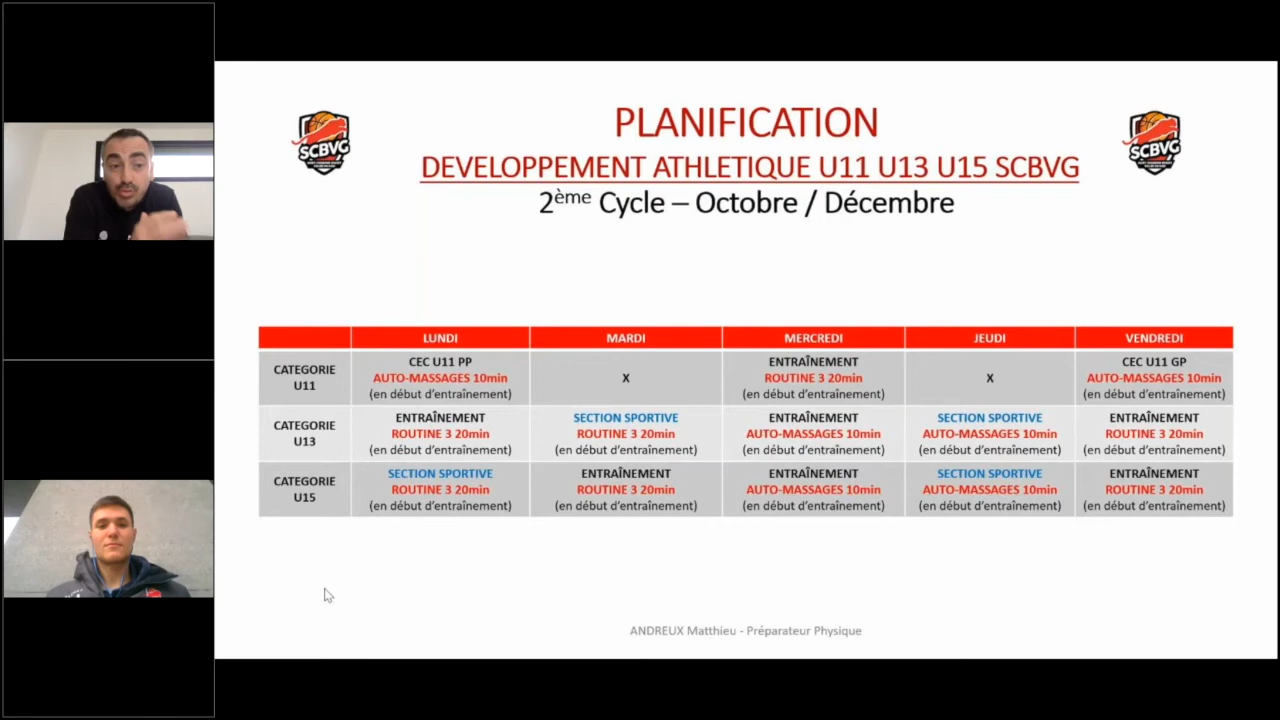 SCBVG
PLANIFICATION
SCBVG
DEVELOPPEMENT ATHLETIQUE U11 U13 U15 SCBVG
2ème Cycle – Octobre / Décembre
LUNDI MARDI MERCREDI JEUDI VENDREDI
CATEGORIE U11
CEC U11 PP
AUTO-MASSAGES 10min
(en début d’entraînement)
X
ENTRAÎNEMENT
ROUTINE 3 20min
(en début d’entraînement)
X
CEC U11 GP
AUTO-MASSAGES 10min
(en début d’entraînement)
CATEGORIE U13
ENTRAÎNEMENT
ROUTINE 3 20min
(en début d’entraînement)
SECTION SPORTIVE
ROUTINE 3 20min
(en début d’entraînement)
ENTRAÎNEMENT
AUTO-MASSAGES 10min
(en début d’entraînement)
SECTION SPORTIVE
AUTO-MASSAGES 10min
(en début d’entraînement)
ENTRAÎNEMENT
ROUTINE 3 20min
(en début d’entraînement)
CATEGORIE U15
SECTION SPORTIVE
ROUTINE 3 20min
(en début d’entraînement)
ENTRAÎNEMENT
ROUTINE 3 20min
(en début d’entraînement)
ENTRAÎNEMENT
AUTO-MASSAGES 10min
(en début d’entraînement)
SECTION SPORTIVE
AUTO-MASSAGES 10min
(en début d’entraînement)
ENTRAÎNEMENT
ROUTINE 3 20min
(en début d’entraînement)
ANDREUX Matthieu - Préparateur Physique